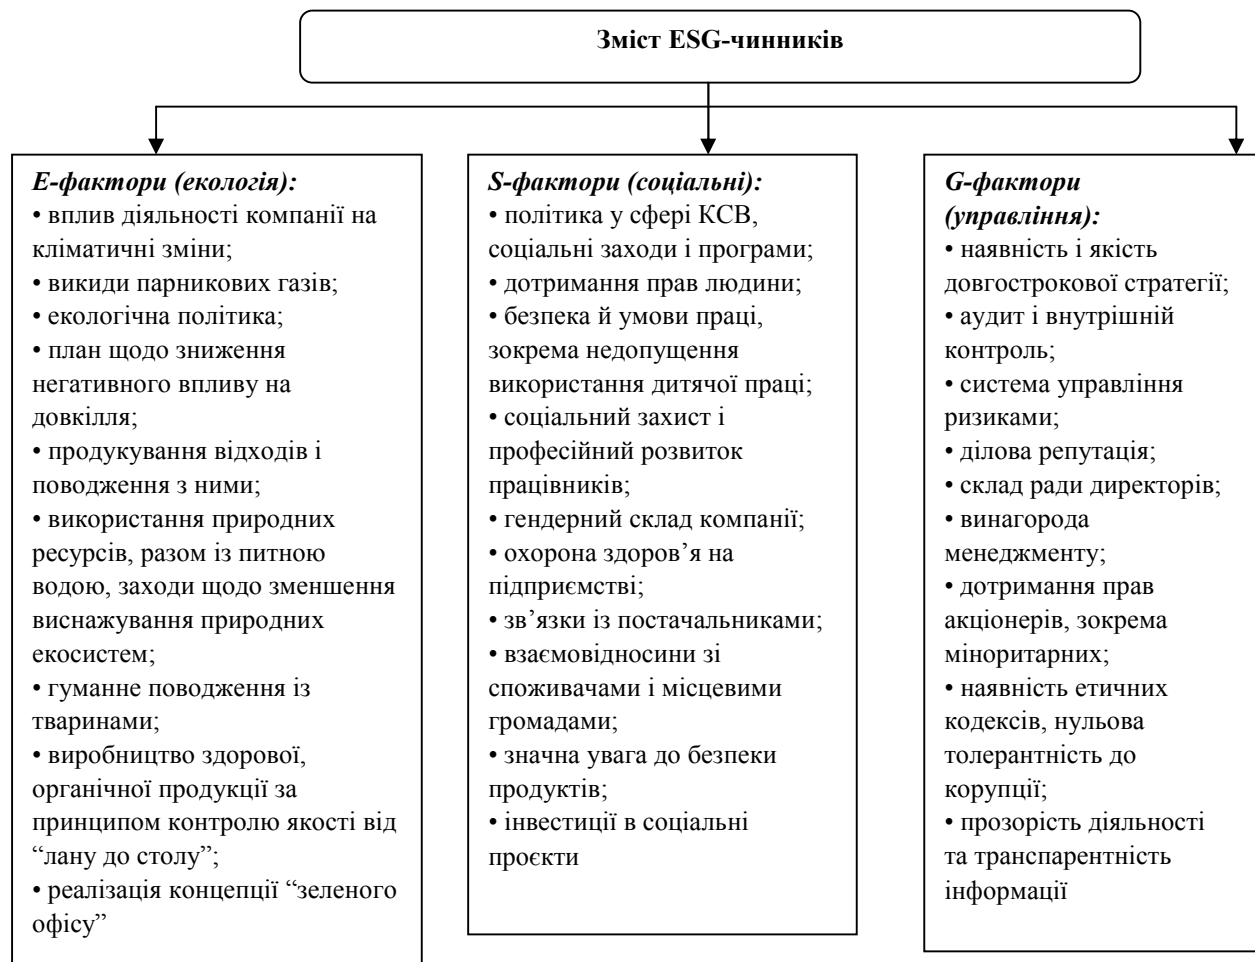 Зміст ESG-чинників
E-фактори (екологія):
• вплив діяльності компанії на
кліматичні зміни;
• викиди парникових газів;
• екологічна політика;
• план щодо зниження
негативного впливу на
довкілля;
• продукування відходів і
поводження з ними;
• використання природних
ресурсів, разом із питною
водою, заходи щодо зменшення
виснажування природних
екосистем;
• гуманне поводження із
тваринами;
• виробництво здорової,
органічної продукції за
принципом контролю якості від
“лану до столу”;
• реалізація концепції “зеленого
офісу”
S-фактори (соціальні):
• політика у сфері КСВ,
соціальні заходи і програми;
• дотримання прав людини;
• безпека й умови праці,
зокрема недопущення
використання дитячої праці;
• соціальний захист і
професійний розвиток
працівників;
• гендерний склад компанії;
• охорона здоров’я на
підприємстві;
• зв’язки із постачальниками;
• взаємовідносини зі
споживачами і місцевими
громадами;
• значна увага до безпеки
продуктів;
• інвестиції в соціальні
проєкти
G-фактори
(управління):
• наявність і якість
довгострокової стратегії;
• аудит і внутрішній
контроль;
• система управління
ризиками;
• ділова репутація;
• склад ради директорів;
• винагорода
менеджменту;
• дотримання прав
акціонерів, зокрема
міноритарних;
• наявність етичних
кодексів, нульова
толерантність до
корупції;
• прозорість діяльності
та транспарентність
інформації